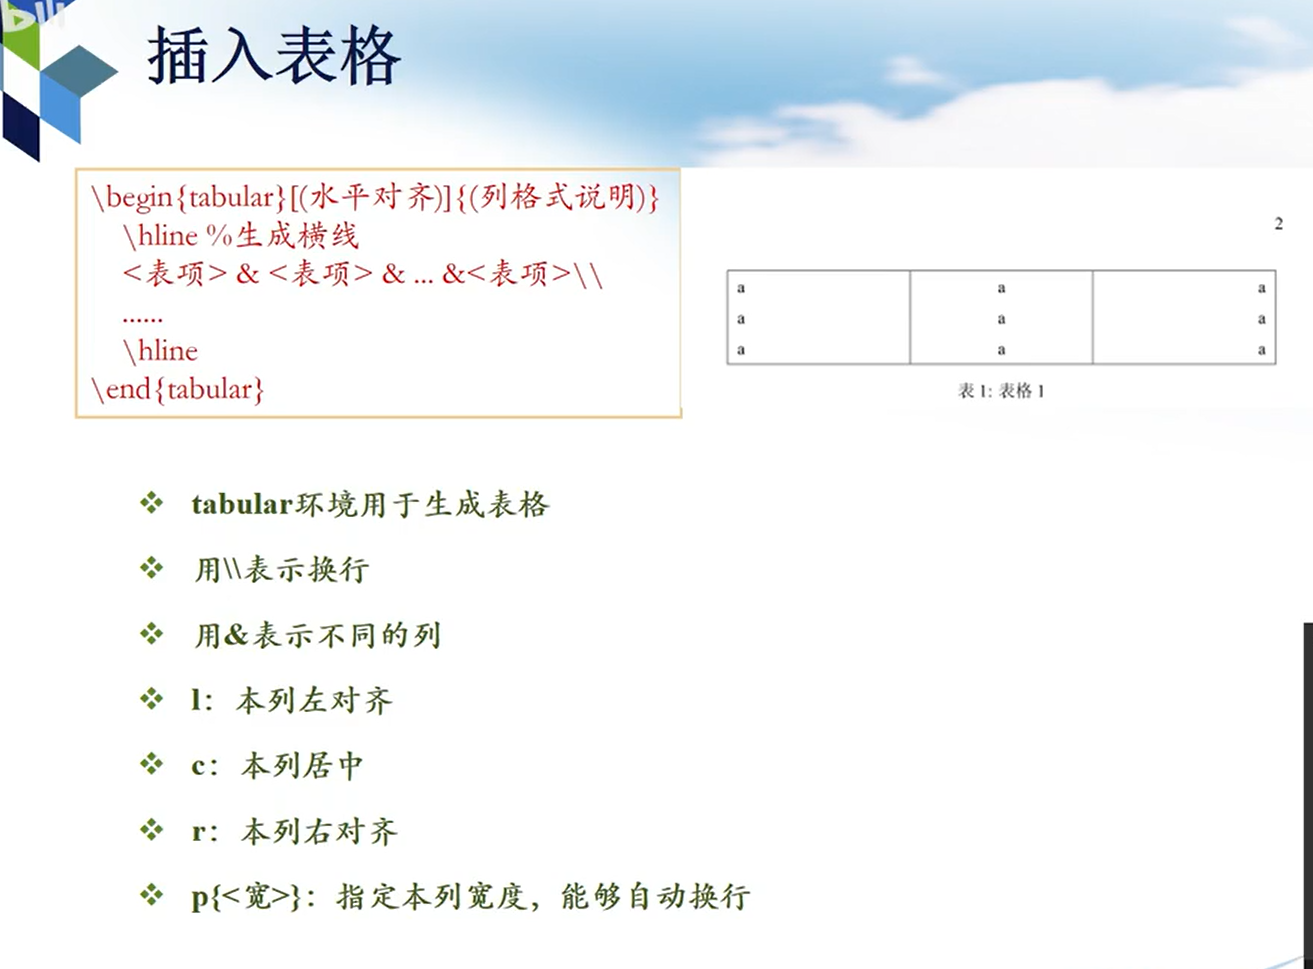 插入表格
\begin{tabular}[(水平对齐)]{(列格式说明)}
\hline %生成横线
<表项> & <表项> & ... &<表项>\\
......
\hline
\end{tabular}
2
a a a
a a a
a a a
表 1: 表格 1
tabular环境用于生成表格
用\\表示换行
用&表示不同的列
l：本列左对齐
c：本列居中
r：本列右对齐
p{<宽>}：指定本列宽度，能够自动换行